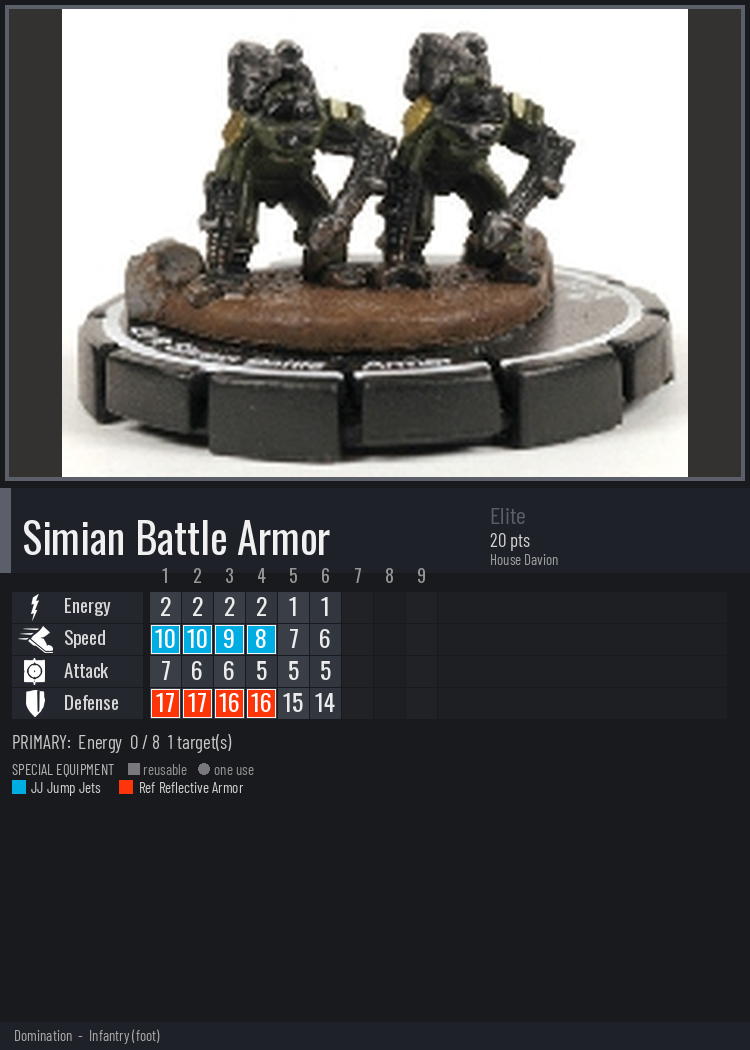 Armor
Simian Battle Armor
Elite
20 pts
House Davion
1 2 3 4 5 6 7 8 9
Energy 2 2 2 2 1 1
Speed 10 10 9 8 7 6
Attack 7 6 6 5 5 5
Defense 17 17 16 16 15 14
PRIMARY: Energy 0 / 8 1 target(s)
SPECIAL EQUIPMENT reusable one use
JJ Jump Jets Ref Reflective Armor
Domination - Infantry (foot)